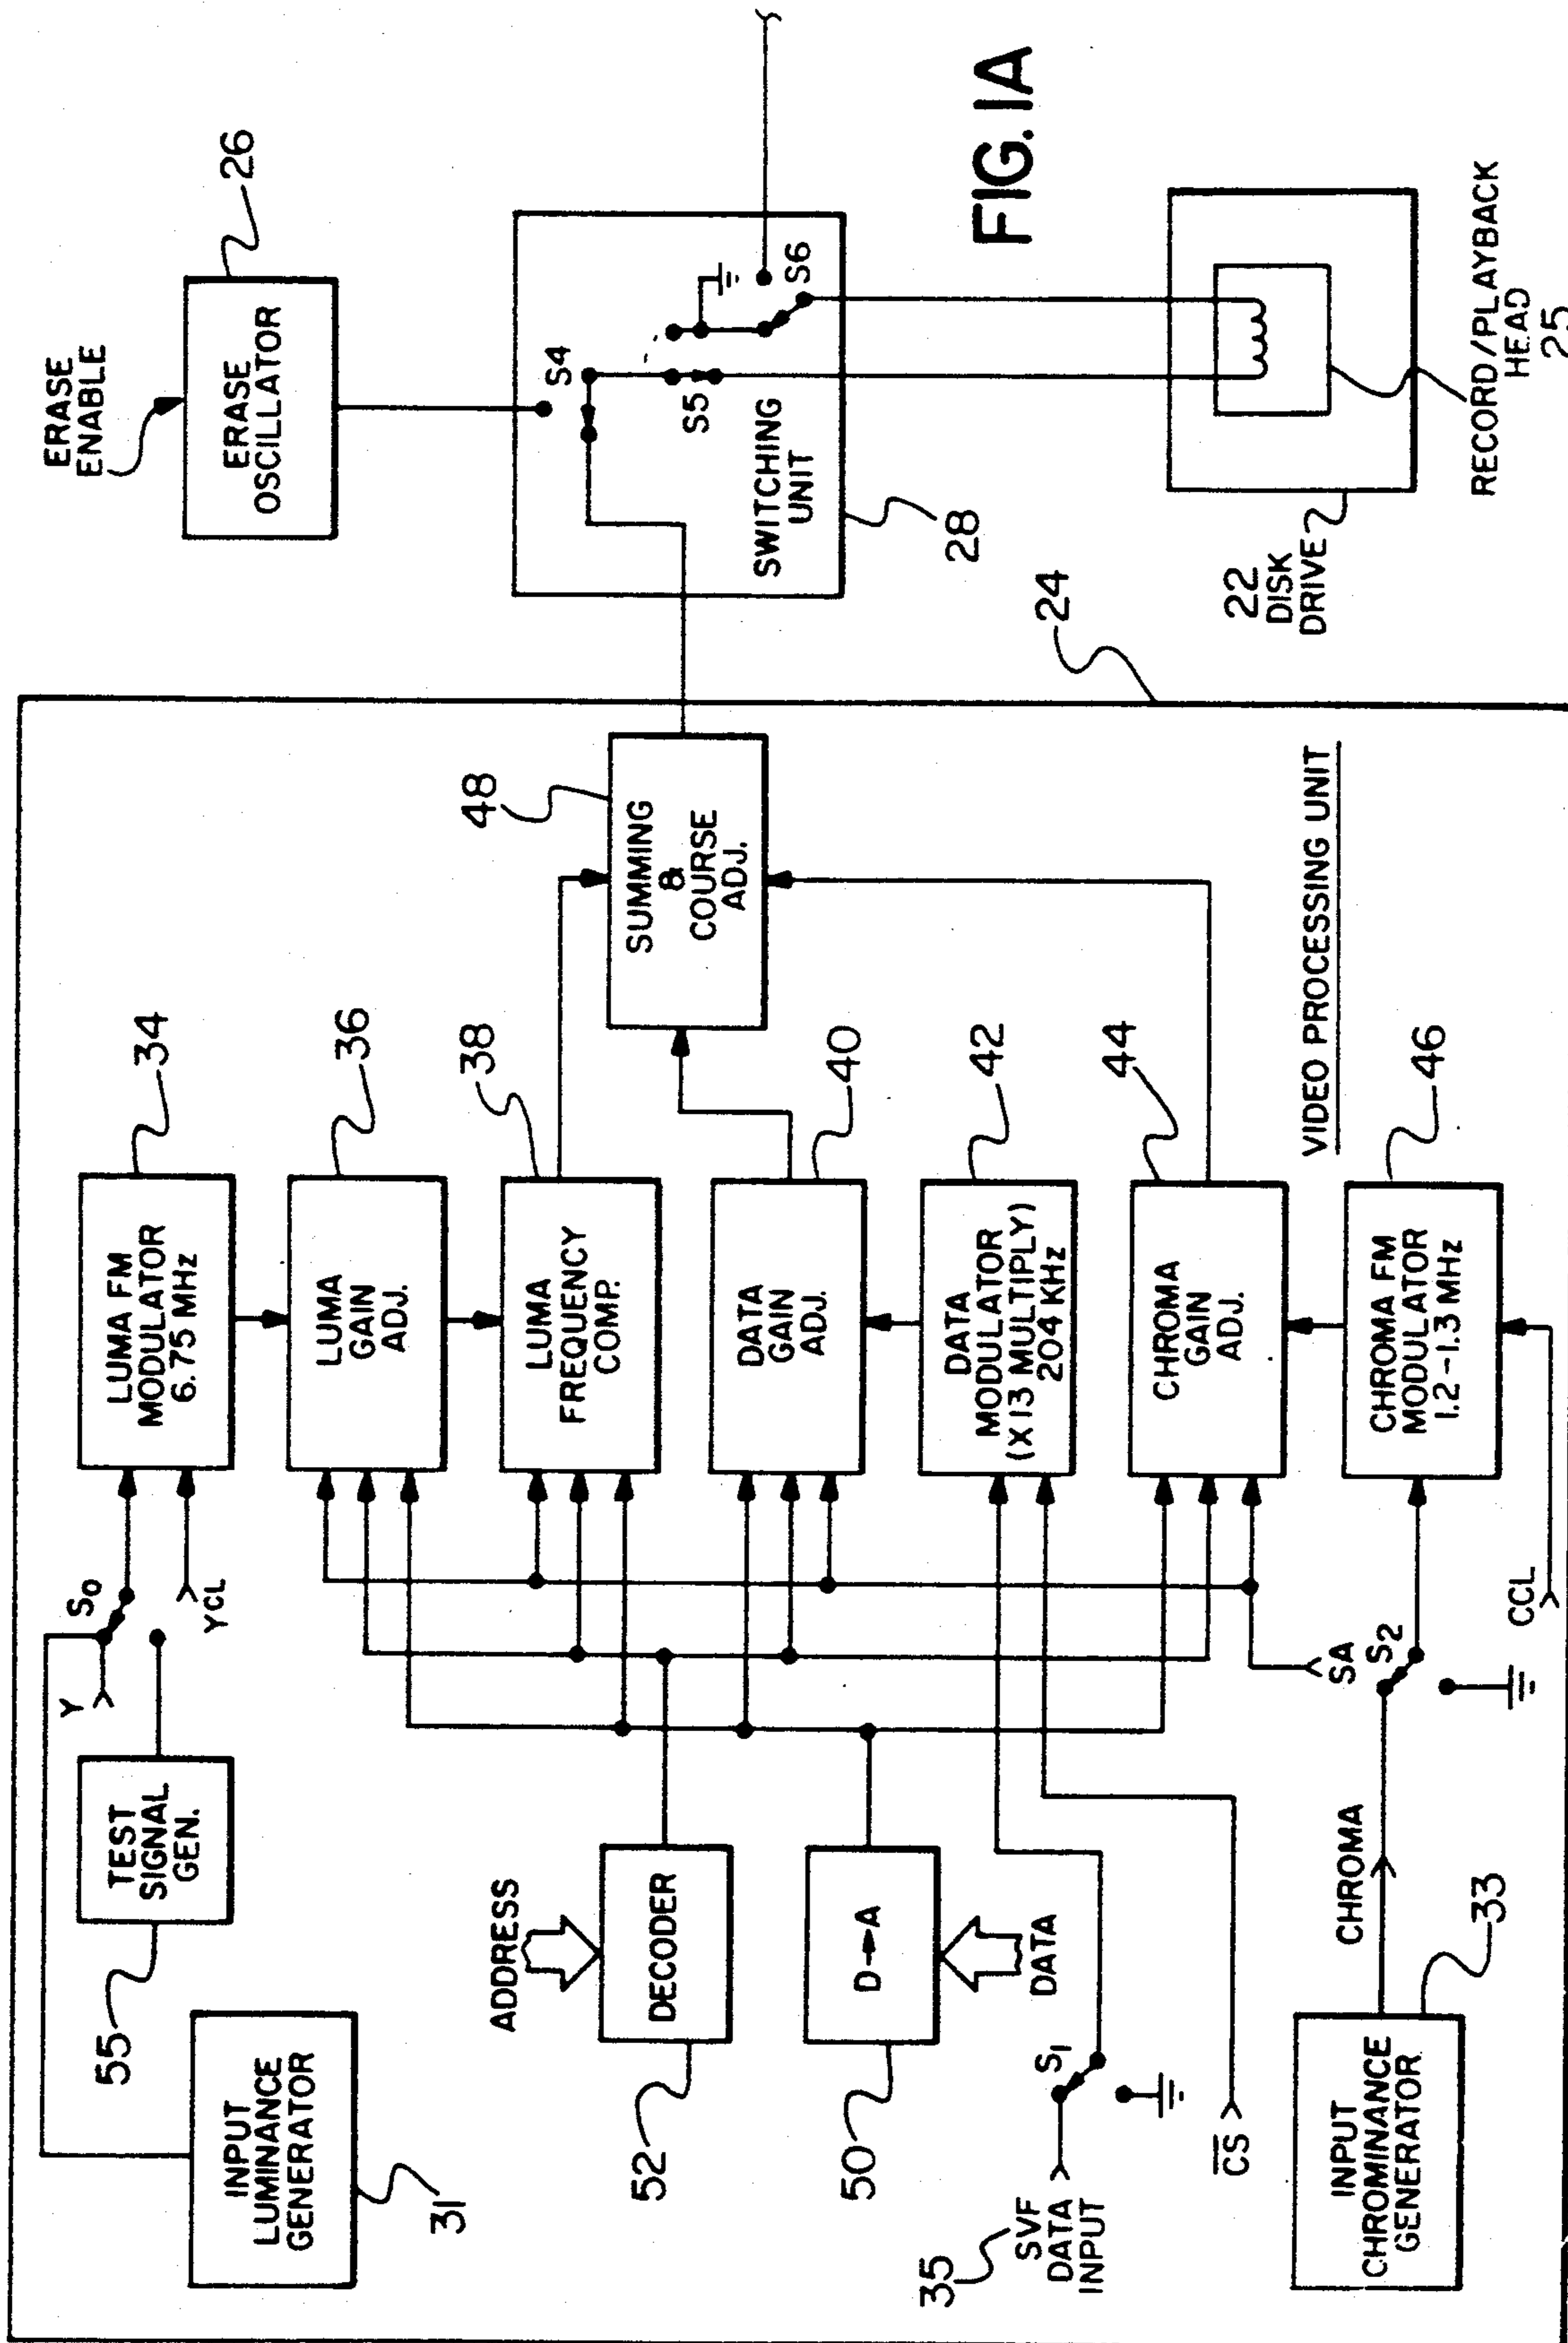 FIG. 1A
ERASE
ENABLE
26
ERASE
OSCILLATOR
S4
S5
S6
SWITCHING
UNIT
28
22
DISK
DRIVE
RECORD/PLAYBACK
HEAD
25
24
VIDEO PROCESSING UNIT
48
SUMMING
&
COURSE
ADJ.
34
LUMA FM
MODULATOR
6.75 MHz
36
LUMA
GAIN
ADJ.
38
LUMA
FREQUENCY
COMP.
40
DATA
GAIN
ADJ.
42
DATA
MODULATOR
(X 13 MULTIPLY)
204 KHz
44
CHROMA
GAIN
ADJ.
46
CHROMA FM
MODULATOR
1.2-1.3 MHz
S0
Y
YCL
TEST
SIGNAL
GEN.
55
INPUT
LUMINANCE
GENERATOR
31
ADDRESS
DECODER
52
D→A
50
DATA
SA
S2
CCL
S1
35
SVF
DATA
INPUT
C̅S̅
CHROMA
33
INPUT
CHROMINANCE
GENERATOR